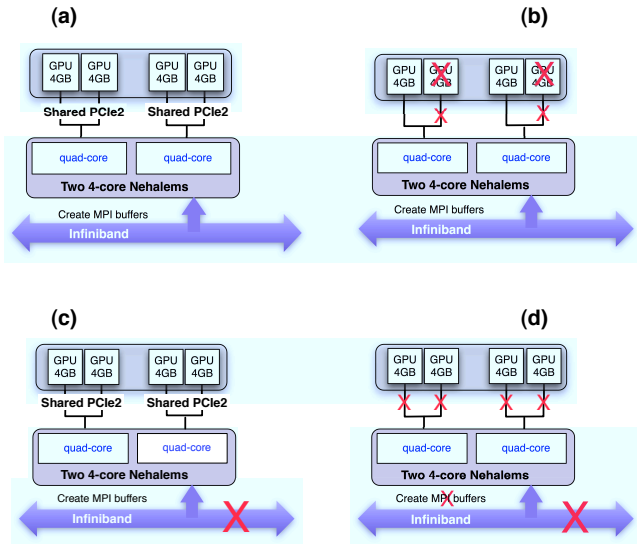 (a)
GPU GPU GPU GPU
4GB 4GB 4GB 4GB
Shared PCIe2 Shared PCIe2
quad-core quad-core
Two 4-core Nehalems
Create MPI buffers
Infiniband
(b)
GPU GPU GPU GPU
4GB 4GB 4GB 4GB
quad-core quad-core
Two 4-core Nehalems
Create MPI buffers
Infiniband
(c)
GPU GPU GPU GPU
4GB 4GB 4GB 4GB
Shared PCIe2 Shared PCIe2
quad-core quad-core
Two 4-core Nehalems
Create MPI buffers
Infiniband
(d)
GPU GPU GPU GPU
4GB 4GB 4GB 4GB
quad-core quad-core
Two 4-core Nehalems
Create MPI buffers
Infiniband